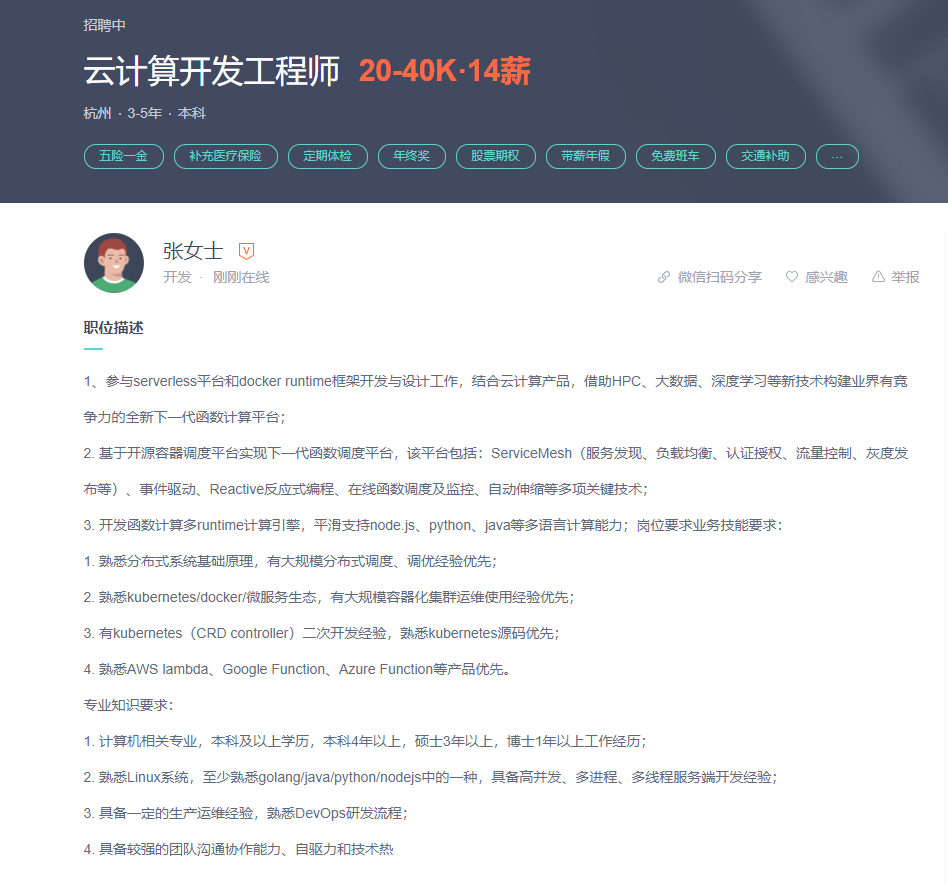 招聘中
云计算开发工程师 20-40K·14薪
杭州 · 3-5年 · 本科
五险一金 补充医疗保险 定期体检 年终奖 股票期权 带薪年假 免费班车 交通补助 ...
张女士 V
开发 · 刚刚在线 微信扫码分享 感兴趣 举报
职位描述
1、参与serverless平台和docker runtime框架开发与设计工作，结合云计算产品，借助HPC、大数据、深度学习等新技术构建业界有竞
争力的全新下一代函数计算平台；
2. 基于开源容器调度平台实现下一代函数调度平台，该平台包括：ServiceMesh（服务发现、负载均衡、认证授权、流量控制、灰度发
布等）、事件驱动、Reactive反应式编程、在线函数调度及监控、自动伸缩等多项关键技术；
3. 开发函数计算多runtime计算引擎，平滑支持node.js、python、java等多语言计算能力；岗位要求业务技能要求：
1. 熟悉分布式系统基础原理，有大规模分布式调度、调优经验优先；
2. 熟悉kubernetes/docker/微服务生态，有大规模容器化集群运维使用经验优先；
3. 有kubernetes（CRD controller）二次开发经验，熟悉kubernetes源码优先；
4. 熟悉AWS lambda、Google Function、Azure Function等产品优先。
专业知识要求：
1. 计算机相关专业，本科及以上学历，本科4年以上，硕士3年以上，博士1年以上工作经历；
2. 熟悉Linux系统，至少熟悉golang/java/python/nodejs中的一种，具备高并发、多进程、多线程服务端开发经验；
3. 具备一定的生产运维经验，熟悉DevOps研发流程；
4. 具备较强的团队沟通协作能力、自驱力和技术热